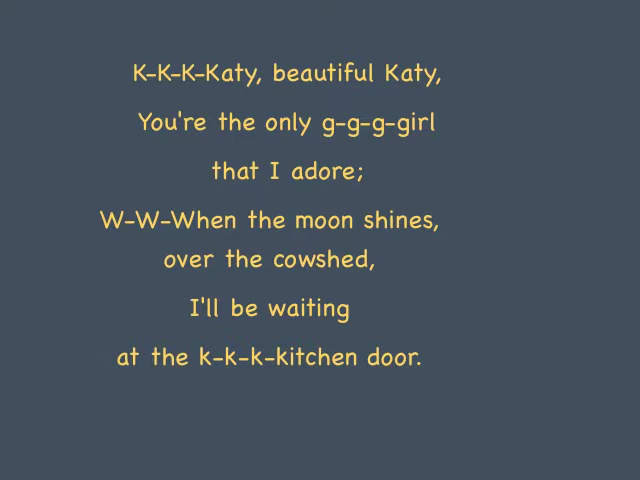 K-K-K-Katy, beautiful Katy,
You're the only g-g-g-girl
that I adore;
W-W-When the moon shines,
over the cowshed,
I'll be waiting
at the k-k-k-kitchen door.